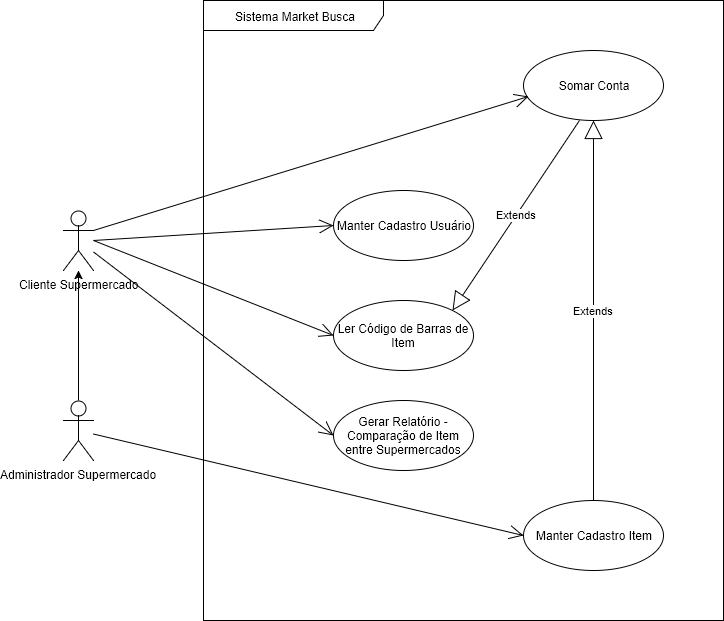 Sistema Market Busca
Somar Conta
Manter Cadastro Usuário
Extends
Cliente Supermercado
Ler Código de Barras de
Item
Extends
Gerar Relatório -
Comparação de Item
entre Supermercados
Administrador Supermercado
Manter Cadastro Item